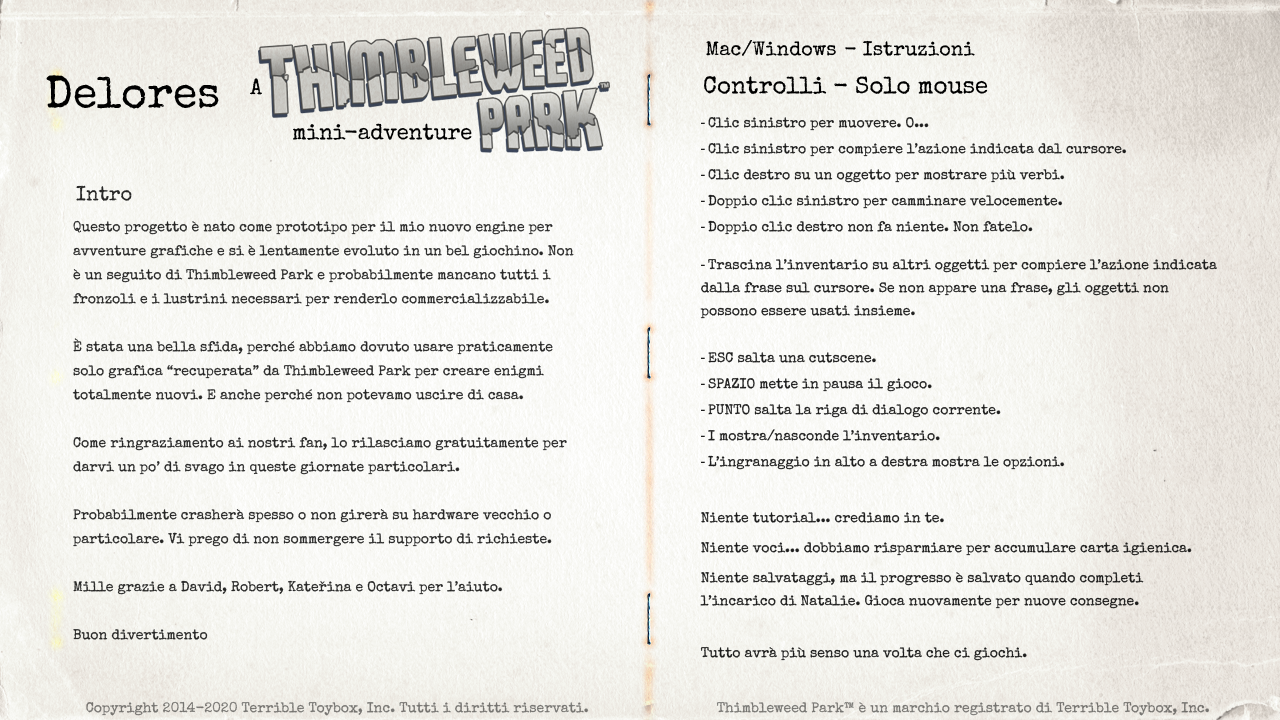 Delores
A THIMBLEWEED PARK™
mini-adventure
Intro
Questo progetto è nato come prototipo per il mio nuovo engine per
avventure grafiche e si è lentamente evoluto in un bel giochino. Non
è un seguito di Thimbleweed Park e probabilmente mancano tutti i
fronzoli e i lustrini necessari per renderlo commercializzabile.
È stata una bella sfida, perché abbiamo dovuto usare praticamente
solo grafica “recuperata” da Thimbleweed Park per creare enigmi
totalmente nuovi. E anche perché non potevamo uscire di casa.
Come ringraziamento ai nostri fan, lo rilasciamo gratuitamente per
darvi un po’ di svago in queste giornate particolari.
Probabilmente crasherà spesso o non girerà su hardware vecchio o
particolare. Vi prego di non sommergere il supporto di richieste.
Mille grazie a David, Robert, Kateřina e Octavi per l’aiuto.
Buon divertimento
Copyright 2014-2020 Terrible Toybox, Inc. Tutti i diritti riservati.
Mac/Windows - Istruzioni
Controlli - Solo mouse
- Clic sinistro per muovere. O...
- Clic sinistro per compiere l’azione indicata dal cursore.
- Clic destro su un oggetto per mostrare più verbi.
- Doppio clic sinistro per camminare velocemente.
- Doppio clic destro non fa niente. Non fatelo.
- Trascina l’inventario su altri oggetti per compiere l’azione indicata
dalla frase sul cursore. Se non appare una frase, gli oggetti non
possono essere usati insieme.
- ESC salta una cutscene.
- SPAZIO mette in pausa il gioco.
- PUNTO salta la riga di dialogo corrente.
- I mostra/nasconde l’inventario.
- L’ingranaggio in alto a destra mostra le opzioni.
Niente tutorial... crediamo in te.
Niente voci... dobbiamo risparmiare per accumulare carta igienica.
Niente salvataggi, ma il progresso è salvato quando completi
l’incarico di Natalie. Gioca nuovamente per nuove consegne.
Tutto avrà più senso una volta che ci giochi.
Thimbleweed Park™ è un marchio registrato di Terrible Toybox, Inc.